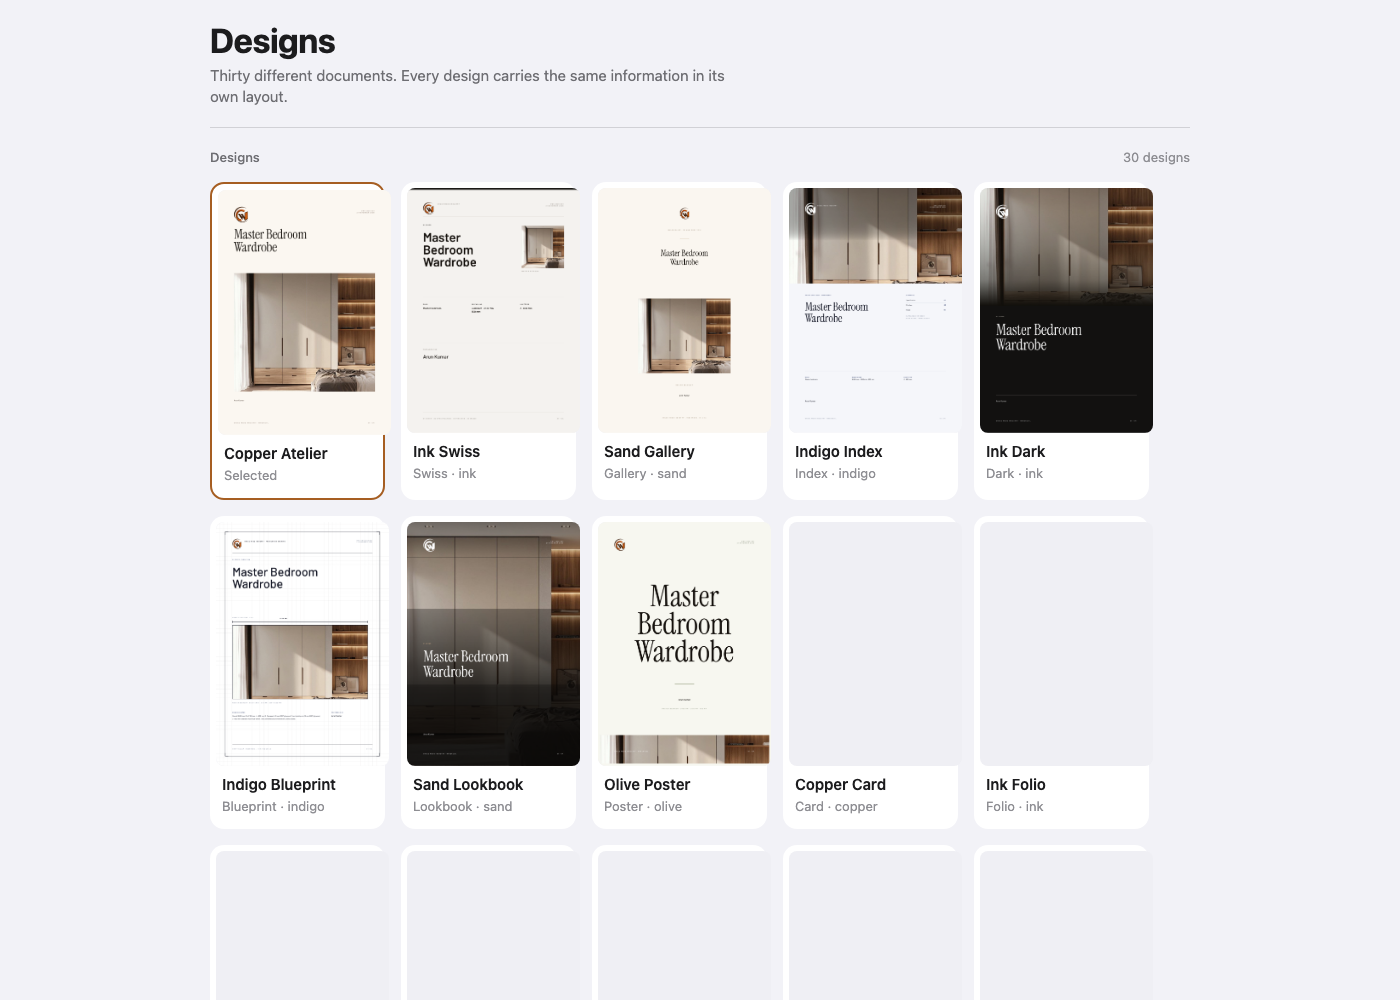 Designs
Thirty different documents. Every design carries the same information in its
own layout.
Designs
30 designs
Master Bedroom
Wardrobe
Master
Bedroom
Wardrobe
Arun Kumar
Master Bedroom
Wardrobe
Master Bedroom
Wardrobe
Master Bedroom
Wardrobe
Copper Atelier
Selected
Ink Swiss
Swiss · ink
Sand Gallery
Gallery · sand
Indigo Index
Index · indigo
Ink Dark
Dark · ink
Master Bedroom
Wardrobe
Master Bedroom
Wardrobe
Master
Bedroom
Wardrobe
Indigo Blueprint
Blueprint · indigo
Sand Lookbook
Lookbook · sand
Olive Poster
Poster · olive
Copper Card
Card · copper
Ink Folio
Folio · ink